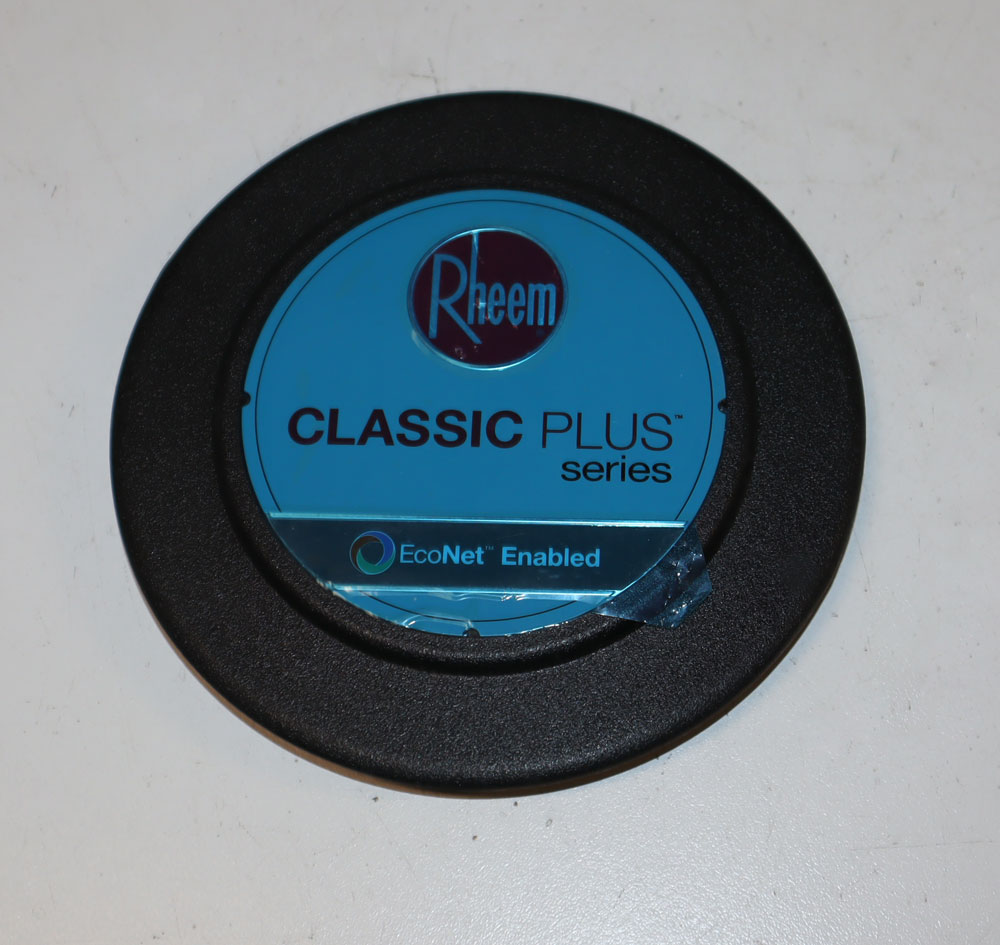 Rheem
CLASSIC PLUS™
series
EcoNet™ Enabled